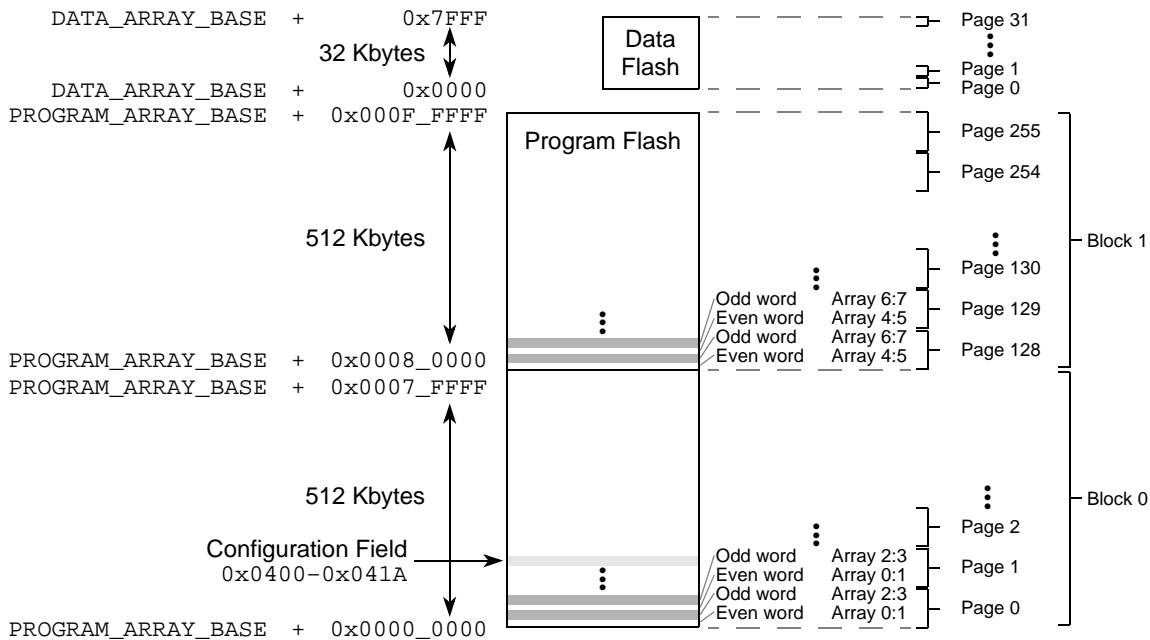 DATA_ARRAY_BASE + 0x7FFF
32 Kbytes
DATA_ARRAY_BASE + 0x0000
PROGRAM_ARRAY_BASE + 0x000F_FFFF
512 Kbytes
PROGRAM_ARRAY_BASE + 0x0008_0000
PROGRAM_ARRAY_BASE + 0x0007_FFFF
512 Kbytes
Configuration Field
0x0400-0x041A
PROGRAM_ARRAY_BASE + 0x0000_0000
Data
Flash
Program Flash
Page 31
Page 1
Page 0
Page 255
Page 254
Block 1
Page 130
Odd word Array 6:7
Page 129
Even word Array 4:5
Odd word Array 6:7
Page 128
Even word Array 4:5
Block 0
Page 2
Odd word Array 2:3
Page 1
Even word Array 0:1
Odd word Array 2:3
Page 0
Even word Array 0:1